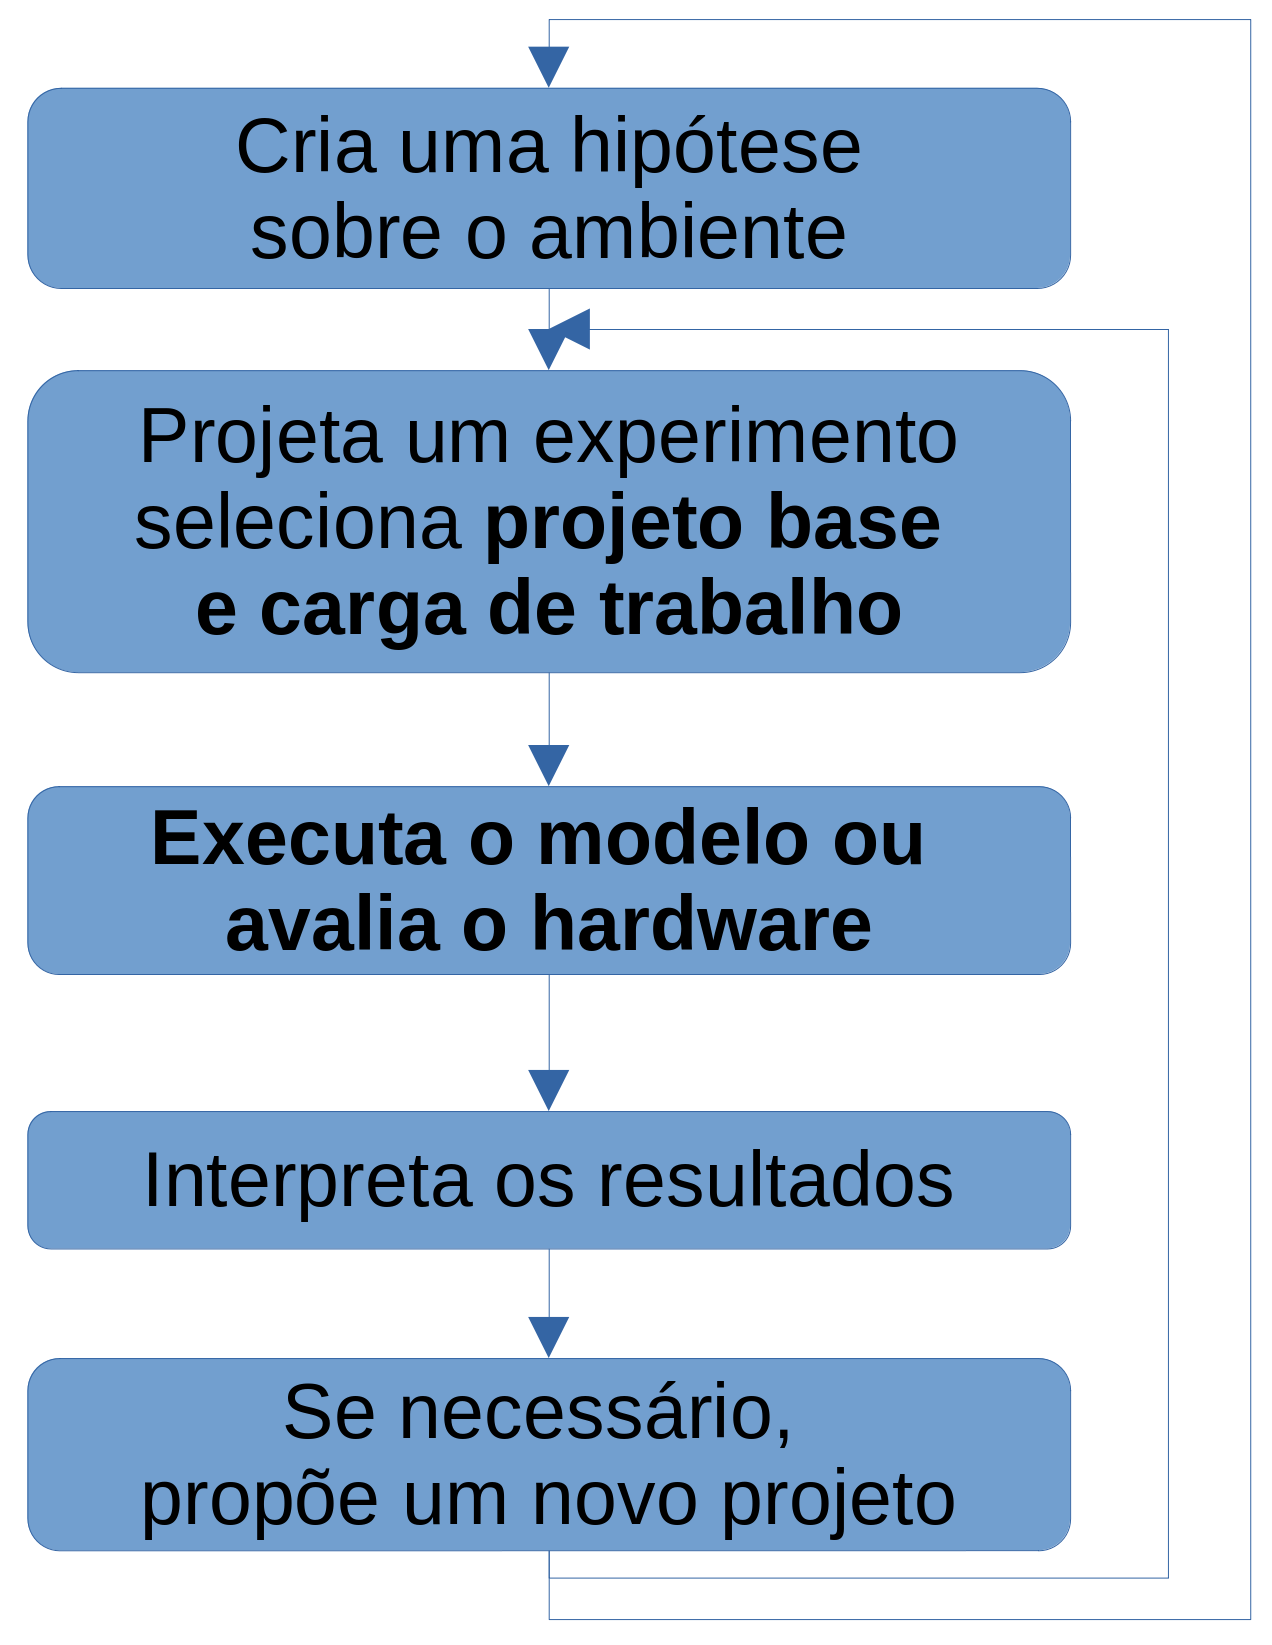 Cria uma hipótese
sobre o ambiente
Projeta um experimento
seleciona projeto base
e carga de trabalho
Executa o modelo ou
avalia o hardware
Interpreta os resultados
Se necessário,
propõe um novo projeto